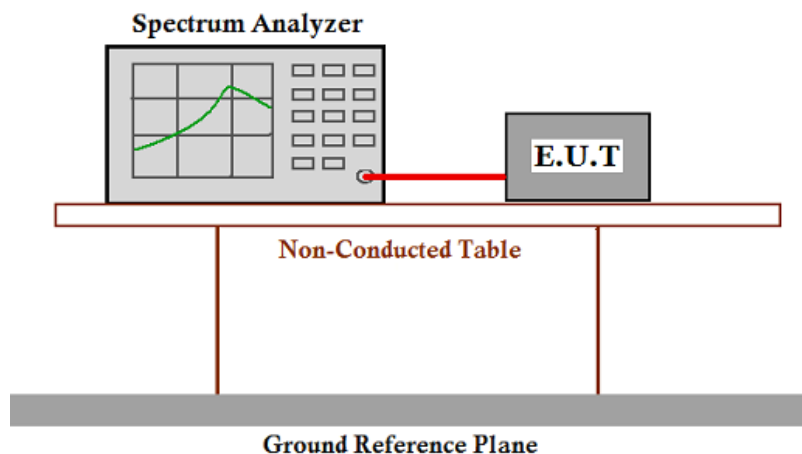 Spectrum Analyzer
E.U.T
Non-Conducted Table
Ground Reference Plane